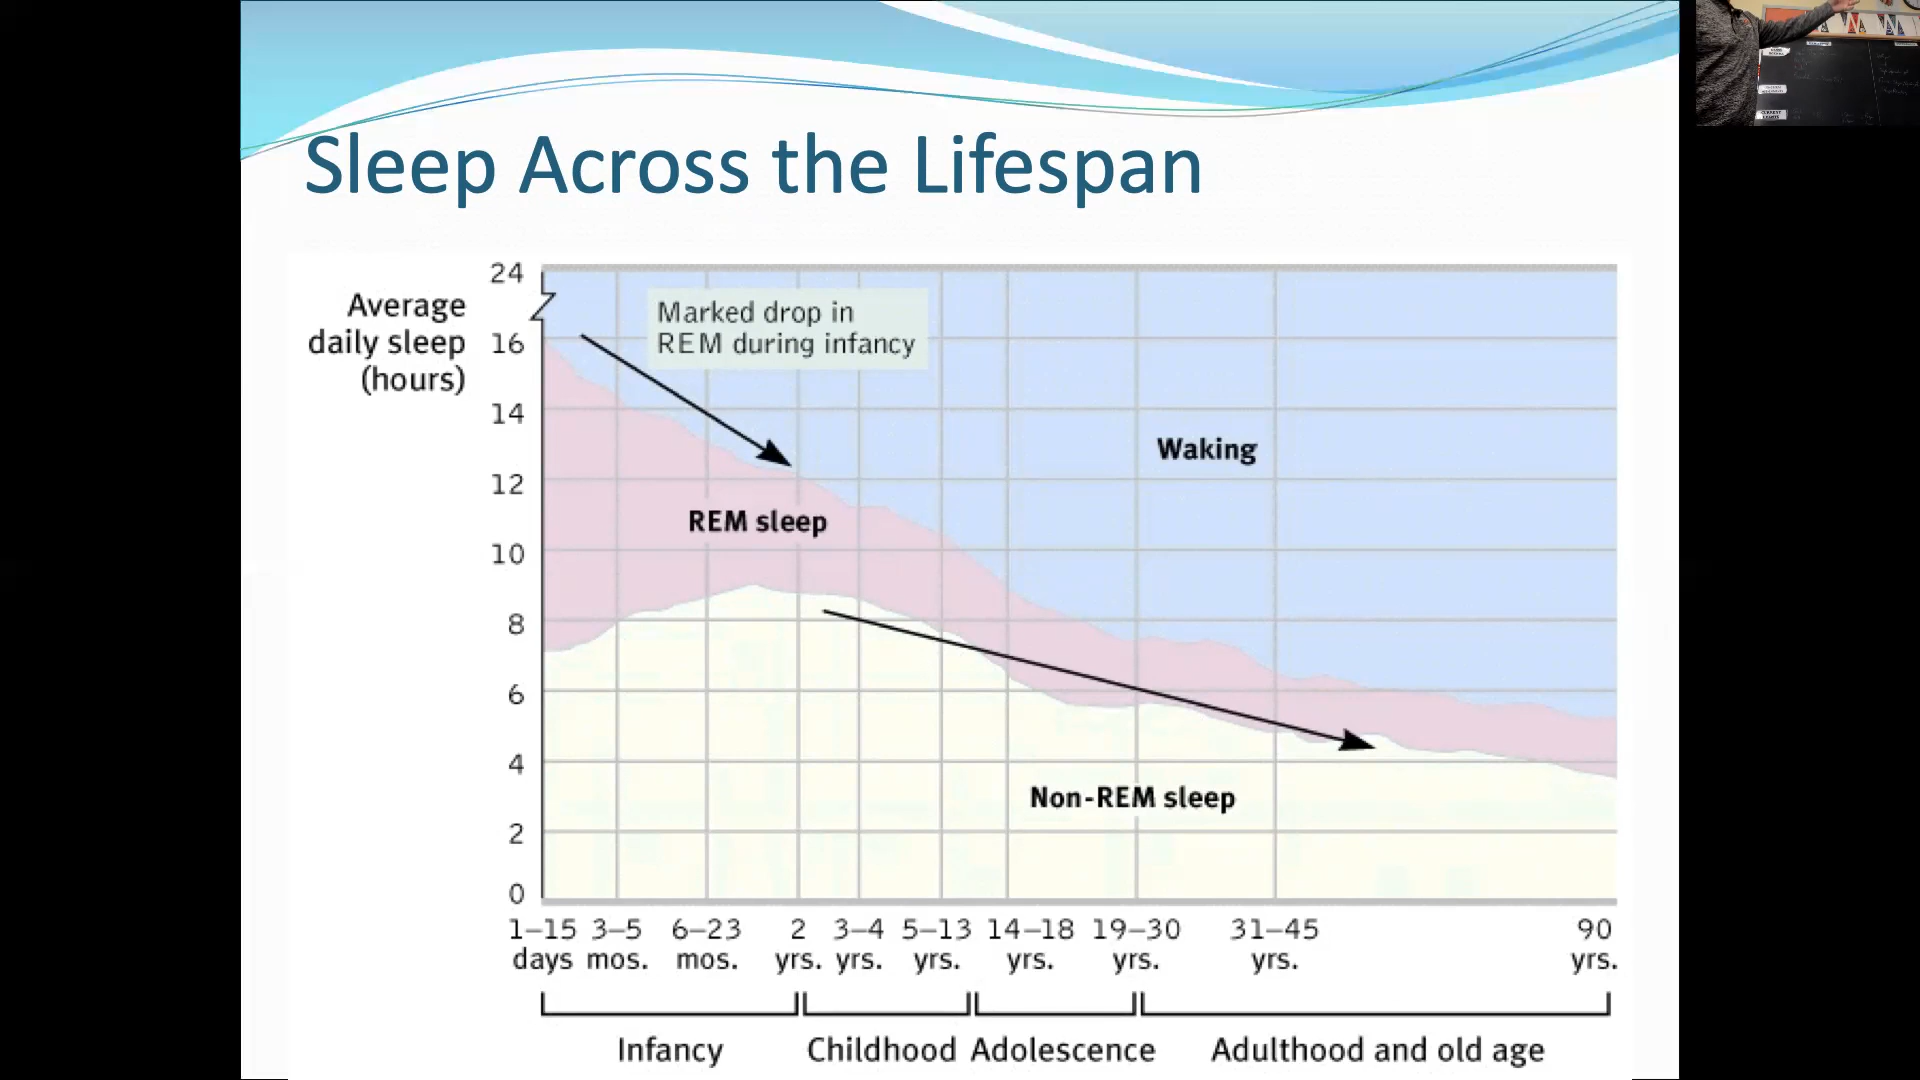 Sleep Across the Lifespan
Average
daily sleep
(hours)
24
16
14
12
10
8
6
4
2
0
Marked drop in
REM during infancy
Waking
REM sleep
Non-REM sleep
1–15 3–5 6–23 2 3–4 5–13 14–18 19–30 31–45 90
days mos. mos. yrs. yrs. yrs. yrs. yrs. yrs. yrs.
Infancy Childhood Adolescence Adulthood and old age